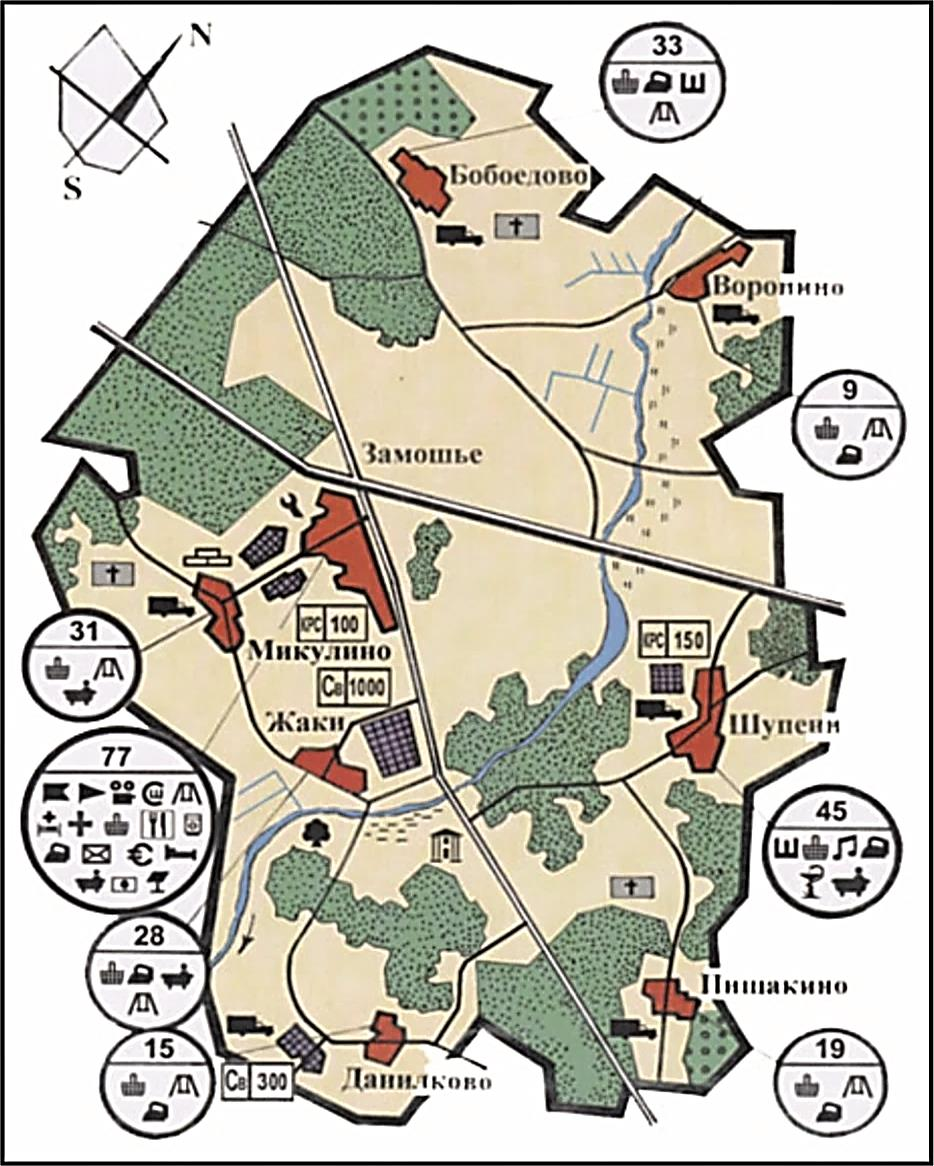 N
S
33
Ш
Бобоедово
Воронино
9
Замошье
31
КРС 100
Микулино
Св 1000
КРС 150
Жаки
Шупени
77
45
Ш
28
Пишакино
15
19
Св 300
Данилково